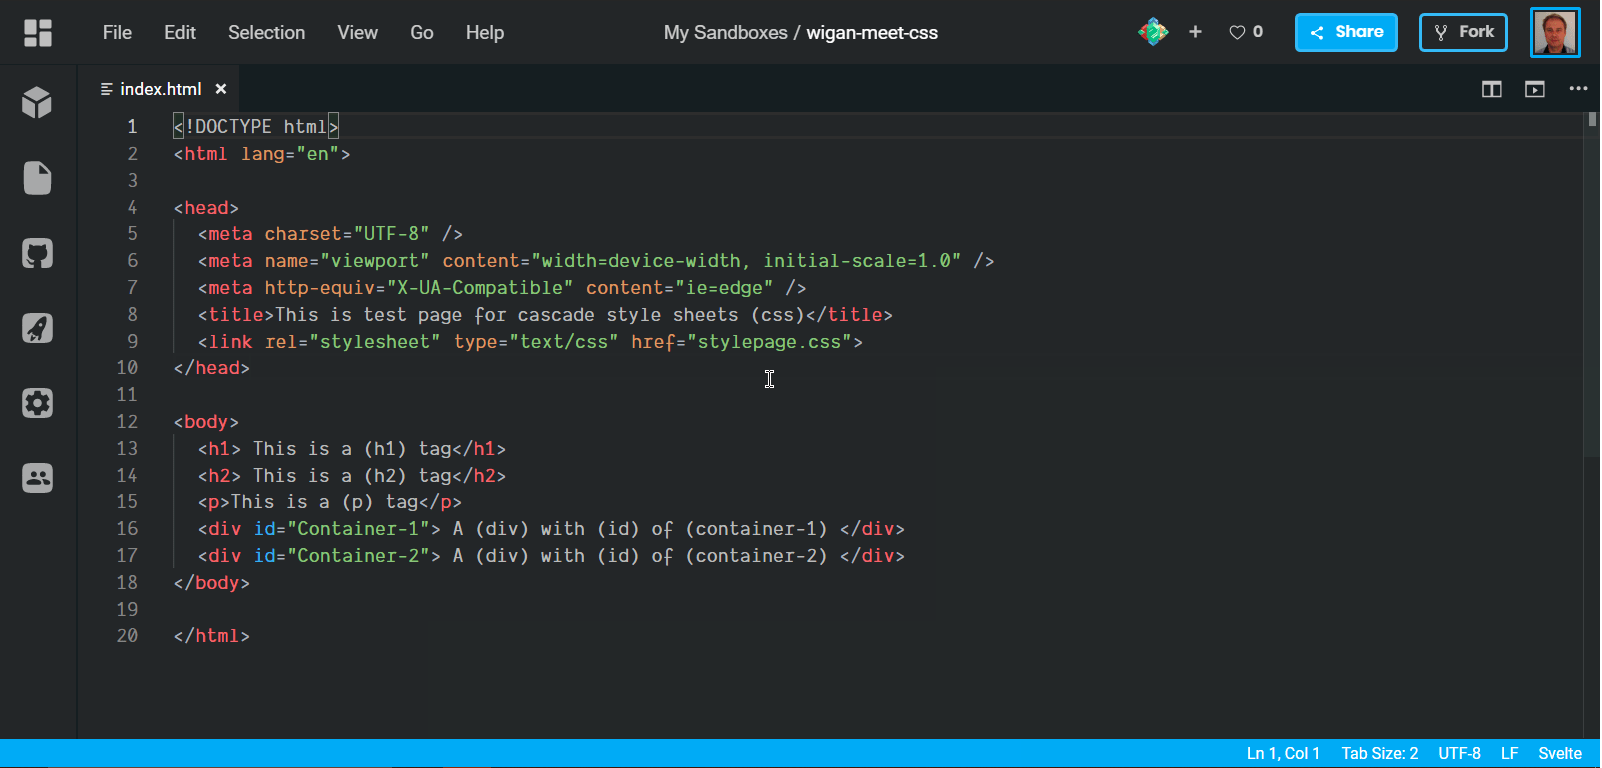 File Edit Selection View Go Help My Sandboxes / wigan-meet-css + 0 Share Fork
index.html ×
1 <!DOCTYPE html>
2 <html lang="en">
3
4 <head>
5 <meta charset="UTF-8" />
6 <meta name="viewport" content="width=device-width, initial-scale=1.0" />
7 <meta http-equiv="X-UA-Compatible" content="ie=edge" />
8 <title>This is test page for cascade style sheets (css)</title>
9 <link rel="stylesheet" type="text/css" href="stylepage.css">
10 </head>
11
12 <body>
13 <h1> This is a (h1) tag</h1>
14 <h2> This is a (h2) tag</h2>
15 <p>This is a (p) tag</p>
16 <div id="Container-1"> A (div) with (id) of (container-1) </div>
17 <div id="Container-2"> A (div) with (id) of (container-2) </div>
18 </body>
19
20 </html>
Ln 1, Col 1 Tab Size: 2 UTF-8 LF Svelte